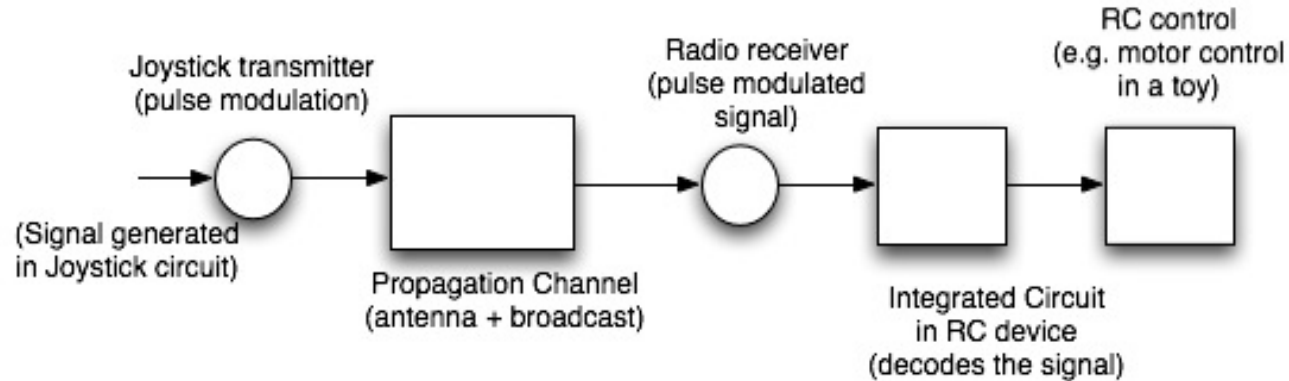 Joystick transmitter
(pulse modulation)
(Signal generated
in Joystick circuit)
Propagation Channel
(antenna + broadcast)
Radio receiver
(pulse modulated
signal)
Integrated Circuit
in RC device
(decodes the signal)
RC control
(e.g. motor control
in a toy)